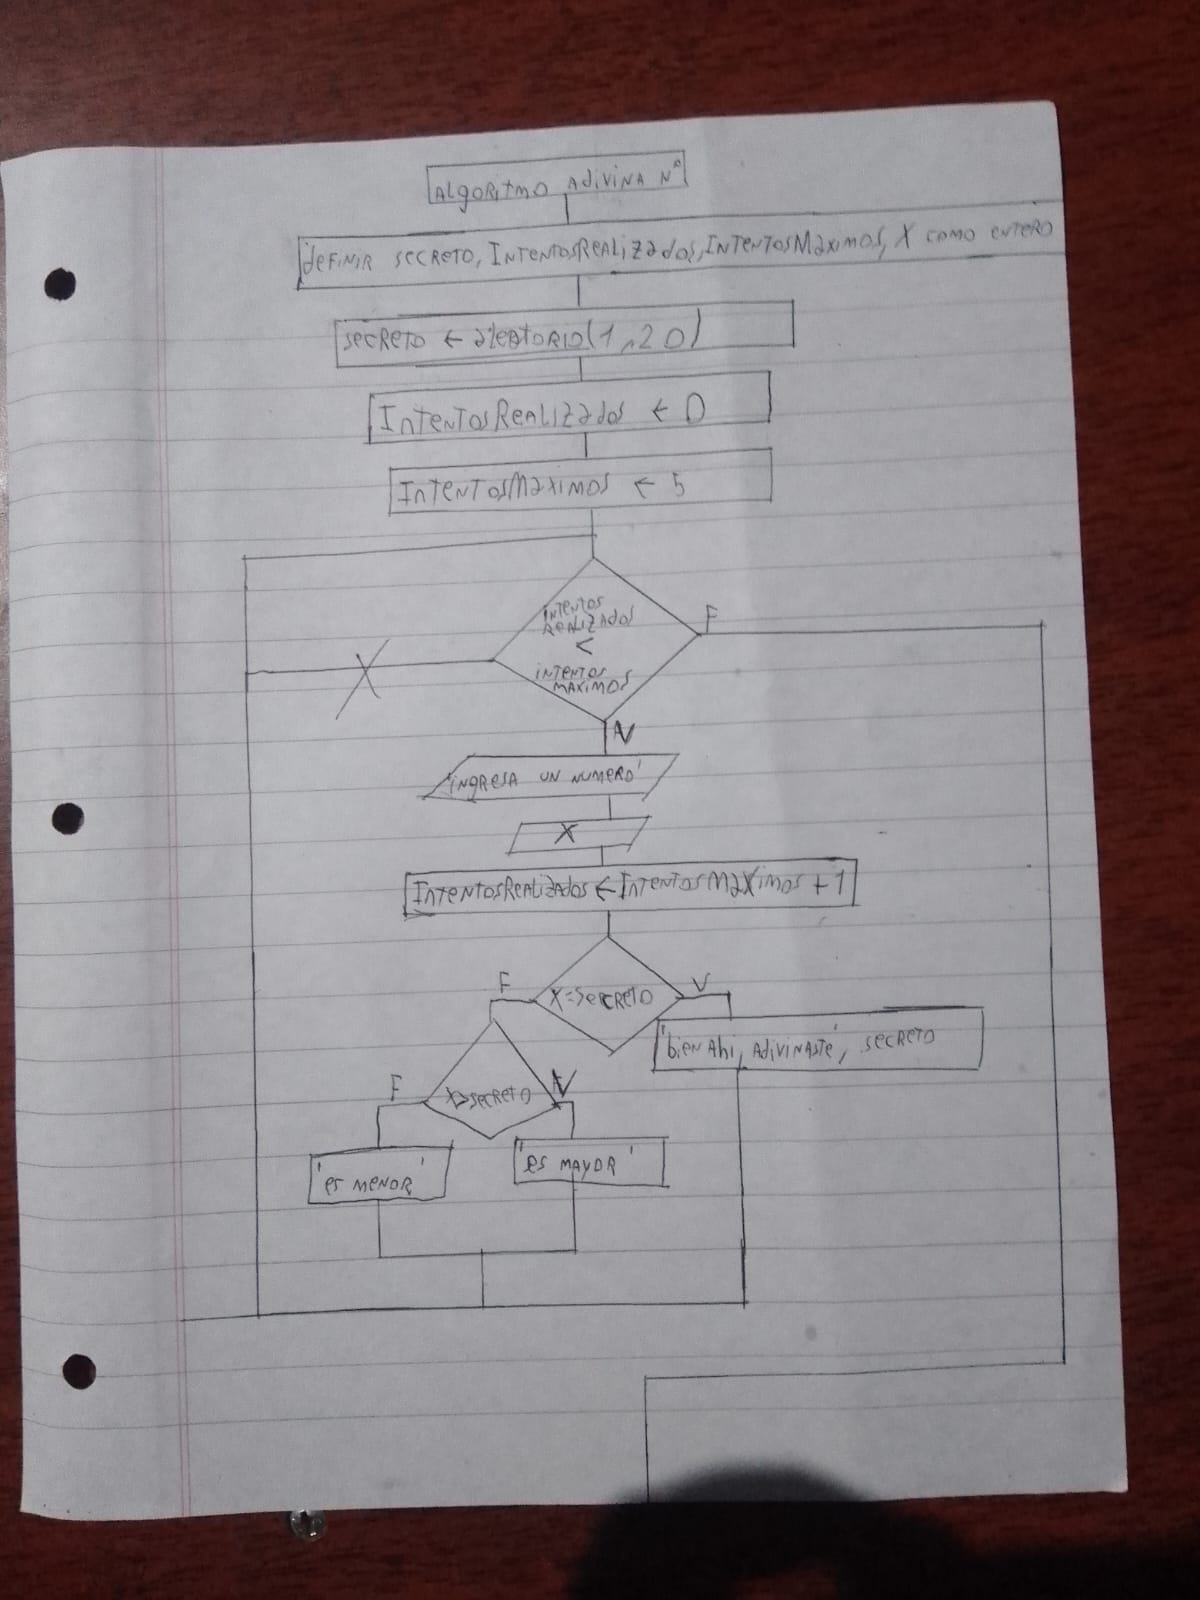 Algoritmo Adivina N°
definir secreto, IntentosRealizados, IntentosMaximos, X como entero
secreto ← aleatorio(1,20)
IntentosRealizados ← 0
IntentosMaximos ← 5
intentos
realizados
<
intentos
maximos
F
V
'ingresa un numero'
X
IntentosRealizados ← IntentosMaximos + 1
X=secreto
F
V
'bien ahi, adivinaste', secreto
X>secreto
F
V
'es menor'
'es mayor'